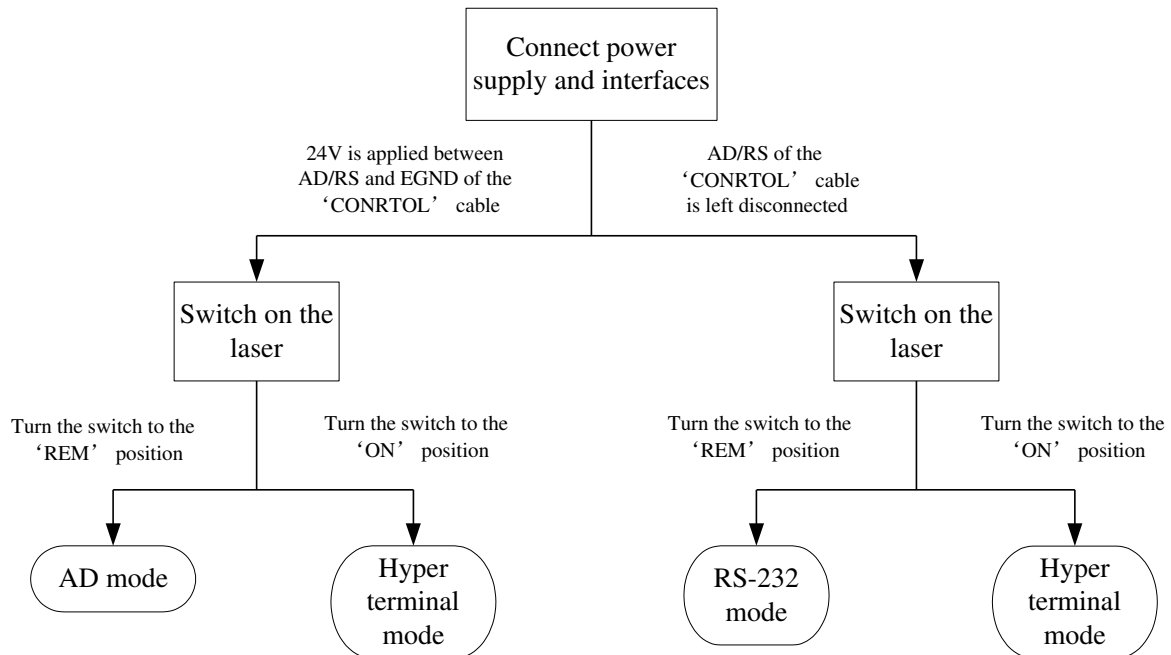 Connect power
supply and interfaces
24V is applied between
AD/RS and EGND of the
‘CONRTOL’ cable
AD/RS of the
‘CONRTOL’ cable
is left disconnected
Switch on the
laser
Switch on the
laser
Turn the switch to the
‘REM’ position
Turn the switch to the
‘ON’ position
Turn the switch to the
‘REM’ position
Turn the switch to the
‘ON’ position
AD mode
Hyper
terminal
mode
RS-232
mode
Hyper
terminal
mode